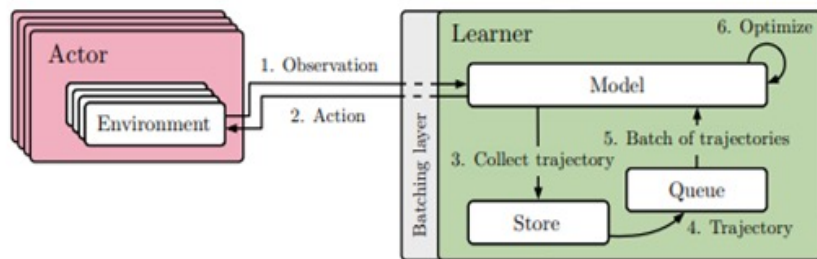 Actor
Environment
1. Observation
2. Action
Batching layer
Learner
6. Optimize
Model
3. Collect trajectory
5. Batch of trajectories
Store
Queue
4. Trajectory